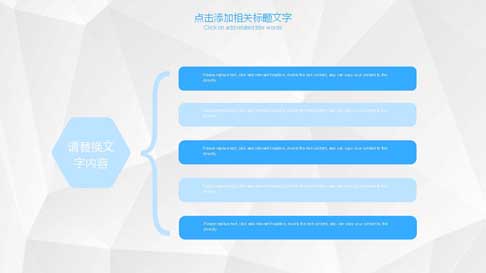 点击添加相关标题文字
Click on add related title words
请替换文
字内容
Please replace text, click add relevant headline, modify the text content, also can copy your content to this
directly.
Please replace text, click add relevant headline, modify the text content, also can copy your content to this
directly.
Please replace text, click add relevant headline, modify the text content, also can copy your content to this
directly.
Please replace text, click add relevant headline, modify the text content, also can copy your content to this
directly.
Please replace text, click add relevant headline, modify the text content, also can copy your content to this
directly.